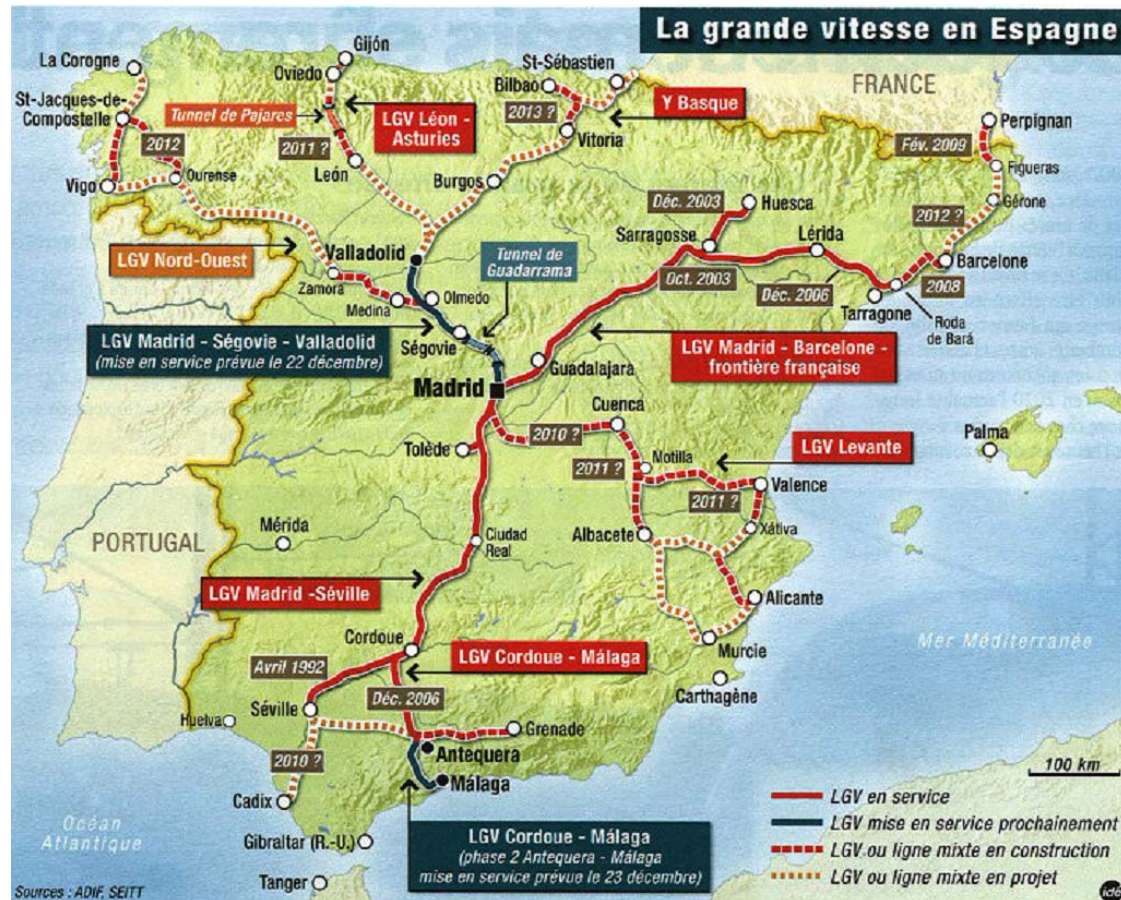 La grande vitesse en Espagne
La Corogne
Gijón
Oviedo
St-Sébastien
Bilbao
FRANCE
St-Jacques-de-
Compostelle
Tunnel de Pajares
LGV Léon -
Asturies
2013 ?
Y Basque
Perpignan
Vitoria
Fév. 2009
2012
2011 ?
León
Burgos
Figueras
Vigo
Ourense
Déc. 2003
Huesca
Gérone
Sarragosse
Lérida
2012 ?
LGV Nord-Ouest
Valladolid
Tunnel de
Guadarrama
Oct. 2003
Barcelone
Zamora
Olmedo
Déc. 2006
2008
Medina
Tarragone
Roda
de Bará
LGV Madrid - Ségovie - Valladolid
(mise en service prévue le 22 décembre)
Ségovie
Guadalajara
LGV Madrid - Barcelone -
frontière française
Madrid
Cuenca
Tolède
2010 ?
Palma
Motilla
LGV Levante
2011 ?
Valence
2011 ?
PORTUGAL
Mérida
Ciudad
Real
Albacete
Xátiva
LGV Madrid -Séville
Alicante
Mer Méditerranée
Cordoue
Murcie
LGV Cordoue - Málaga
Avril 1992
Carthagène
Déc. 2006
Séville
Huelva
Grenade
2010 ?
Antequera
Málaga
100 km
Cadix
LGV en service
LGV mise en service prochainement
LGV ou ligne mixte en construction
LGV ou ligne mixte en projet
Océan
Atlantique
Gibraltar (R.-U.)
LGV Cordoue - Málaga
(phase 2 Antequera - Málaga
mise en service prévue le 23 décembre)
Tanger
Sources : ADIF, SEITT
idé